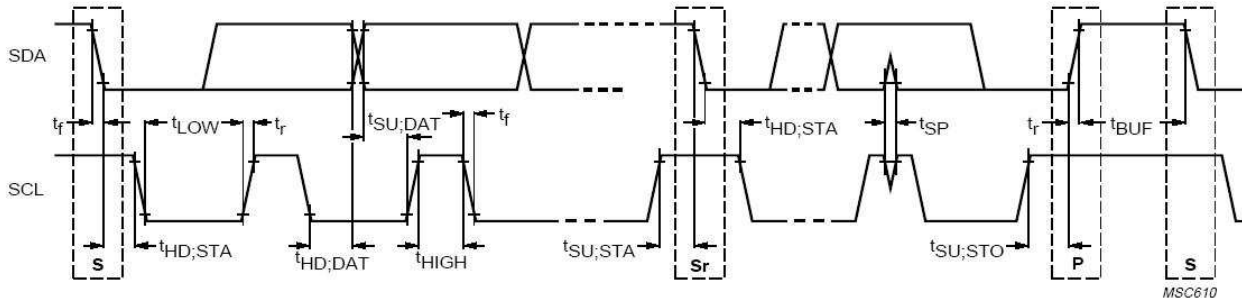 SDA
t_f t_LOW t_r t_SU;DAT t_f t_HD;STA t_SP t_r t_BUF
SCL
t_HD;STA t_HD;DAT t_HIGH t_SU;STA t_SU;STO
S Sr P S
MSC610